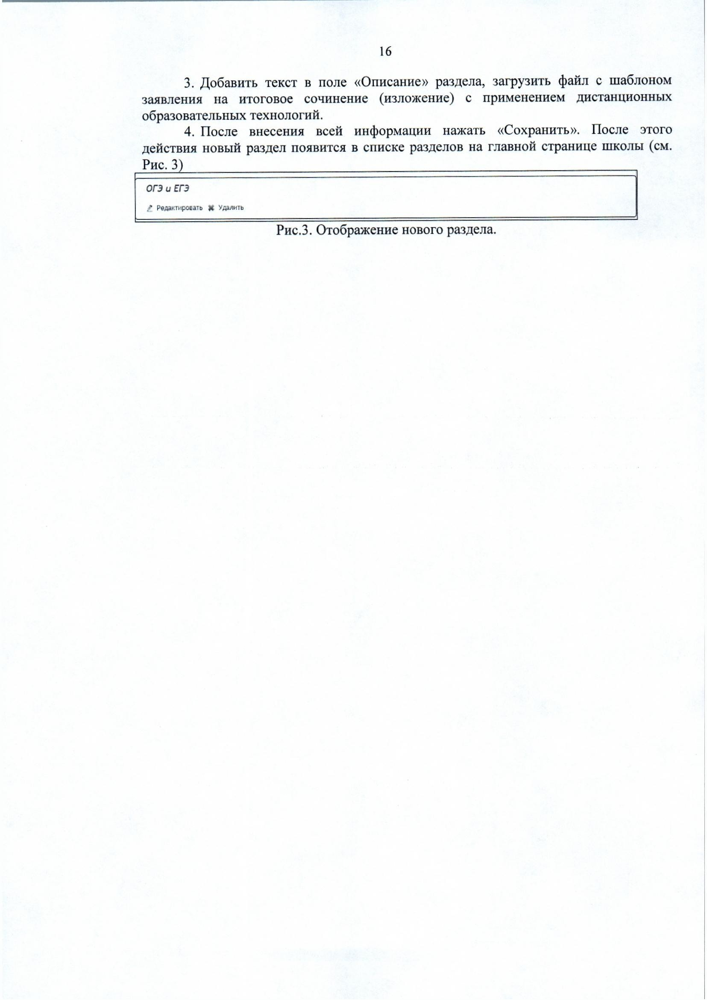 16
3. Добавить текст в поле «Описание» раздела, загрузить файл с шаблоном
заявления на итоговое сочинение (изложение) с применением дистанционных
образовательных технологий.
4. После внесения всей информации нажать «Сохранить». После этого
действия новый раздел появится в списке разделов на главной странице школы (см.
Рис. 3)
ОГЭ и ЕГЭ
Редактировать Удалить
Рис.3. Отображение нового раздела.